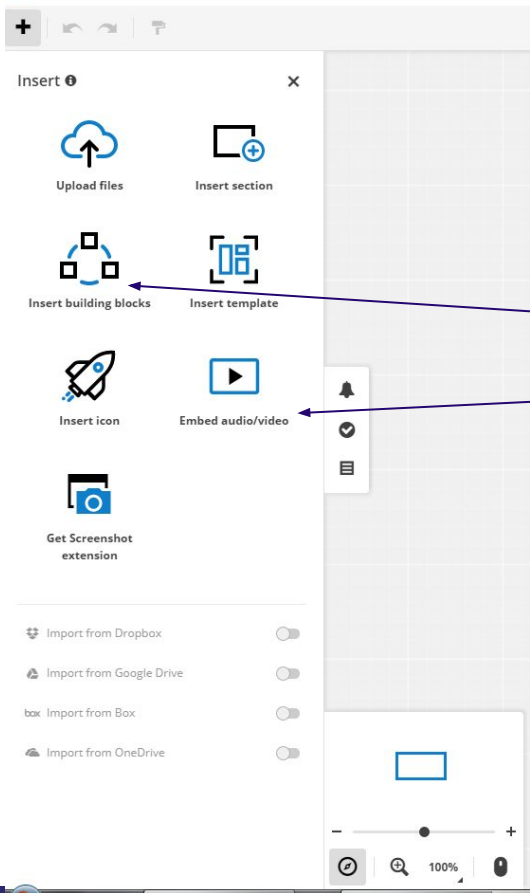 Insert
Upload files
Insert section
Insert building blocks
Insert template
Insert icon
Embed audio/video
Get Screenshot
extension
Import from Dropbox
Import from Google Drive
box Import from Box
Import from OneDrive
100%